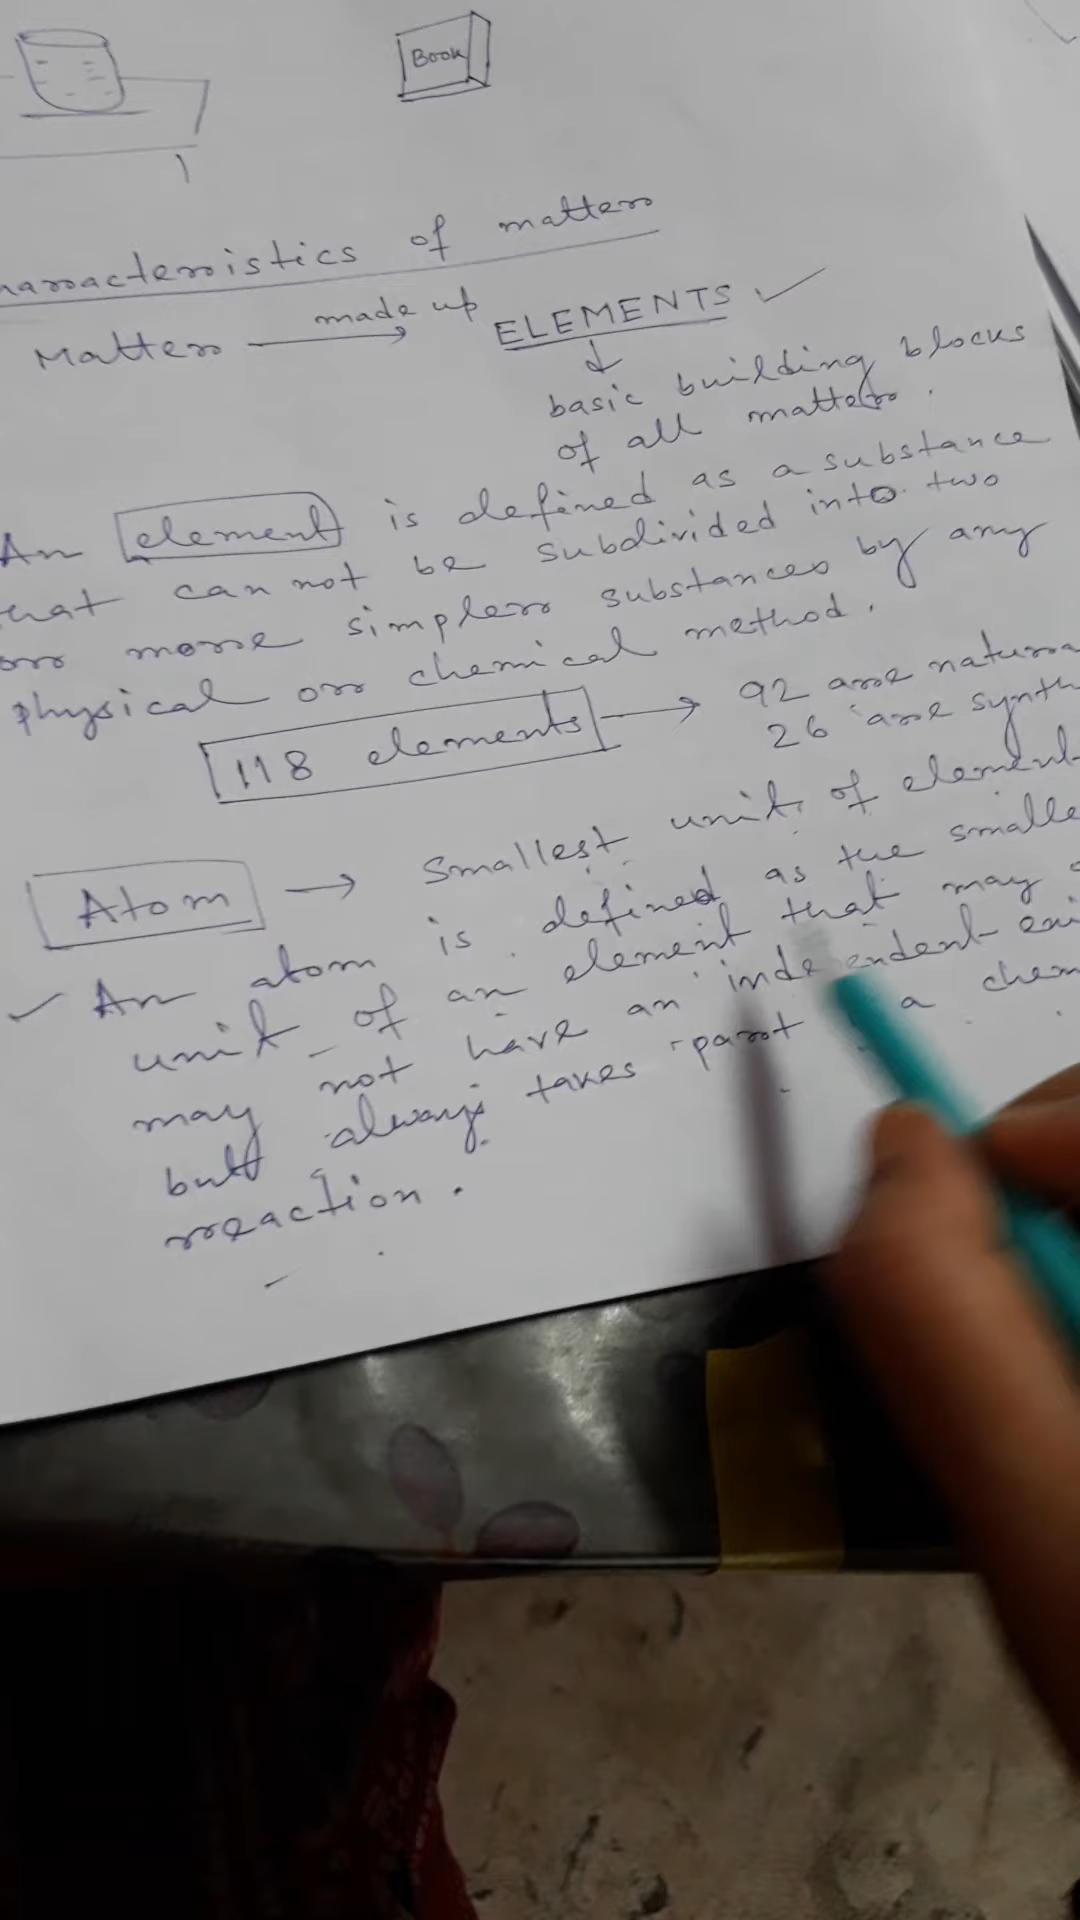 Book
haracteristics of matter
Matter made up ELEMENTS
basic building blocks
of all matter.
An element is defined as a substance
that can not be subdivided into two
or more simpler substances by any
physical or chemical method.
118 elements → 92 are natura
26 are synth
Atom → Smallest unit of element
An atom is defined as the smalle
unit of an element that may
may not have an independent exi
but always takes part a chem
reaction.